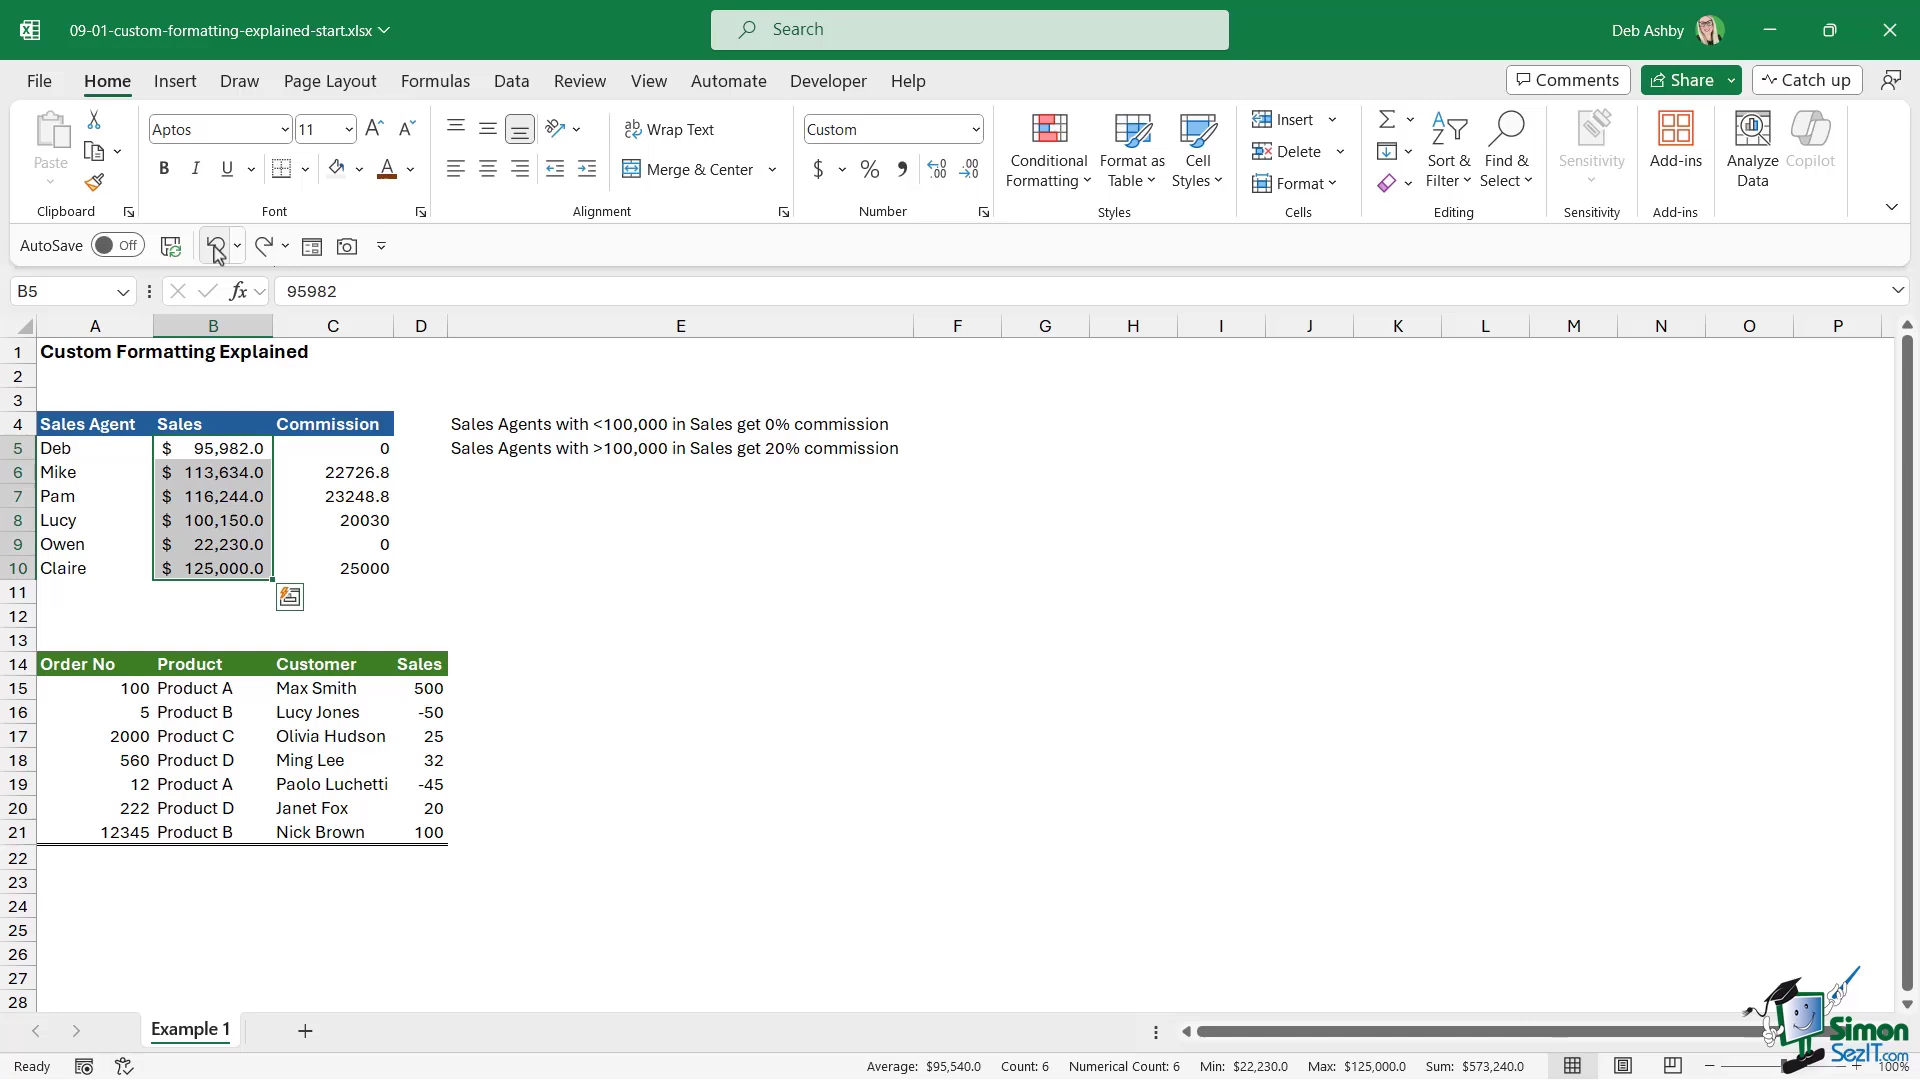 09-01-custom-formatting-explained-start.xlsx
Search
Deb Ashby
File Home Insert Draw Page Layout Formulas Data Review View Automate Developer Help
Comments Share Catch up
Paste
Clipboard
Aptos 11
B I U
Font
ab Wrap Text
Merge & Center
Alignment
Custom
$ %
Number
Conditional Formatting
Format as Table
Cell Styles
Styles
Insert
Delete
Format
Cells
Sort & Filter
Find & Select
Editing
Sensitivity
Sensitivity
Add-ins
Add-ins
Analyze Data
Copilot
AutoSave Off
B5 fx 95982
A B C D E F G H I J K L M N O P
1 Custom Formatting Explained
2
3
4 Sales Agent Sales Commission Sales Agents with <100,000 in Sales get 0% commission
5 Deb $ 95,982.0 0 Sales Agents with >100,000 in Sales get 20% commission
6 Mike $ 113,634.0 22726.8
7 Pam $ 116,244.0 23248.8
8 Lucy $ 100,150.0 20030
9 Owen $ 22,230.0 0
10 Claire $ 125,000.0 25000
11
12
13
14 Order No Product Customer Sales
15 100 Product A Max Smith 500
16 5 Product B Lucy Jones -50
17 2000 Product C Olivia Hudson 25
18 560 Product D Ming Lee 32
19 12 Product A Paolo Luchetti -45
20 222 Product D Janet Fox 20
21 12345 Product B Nick Brown 100
22
23
24
25
26
27
28
Example 1
Simon
SezIT.com
Ready Average: $95,540.0 Count: 6 Numerical Count: 6 Min: $22,230.0 Max: $125,000.0 Sum: $573,240.0 100%